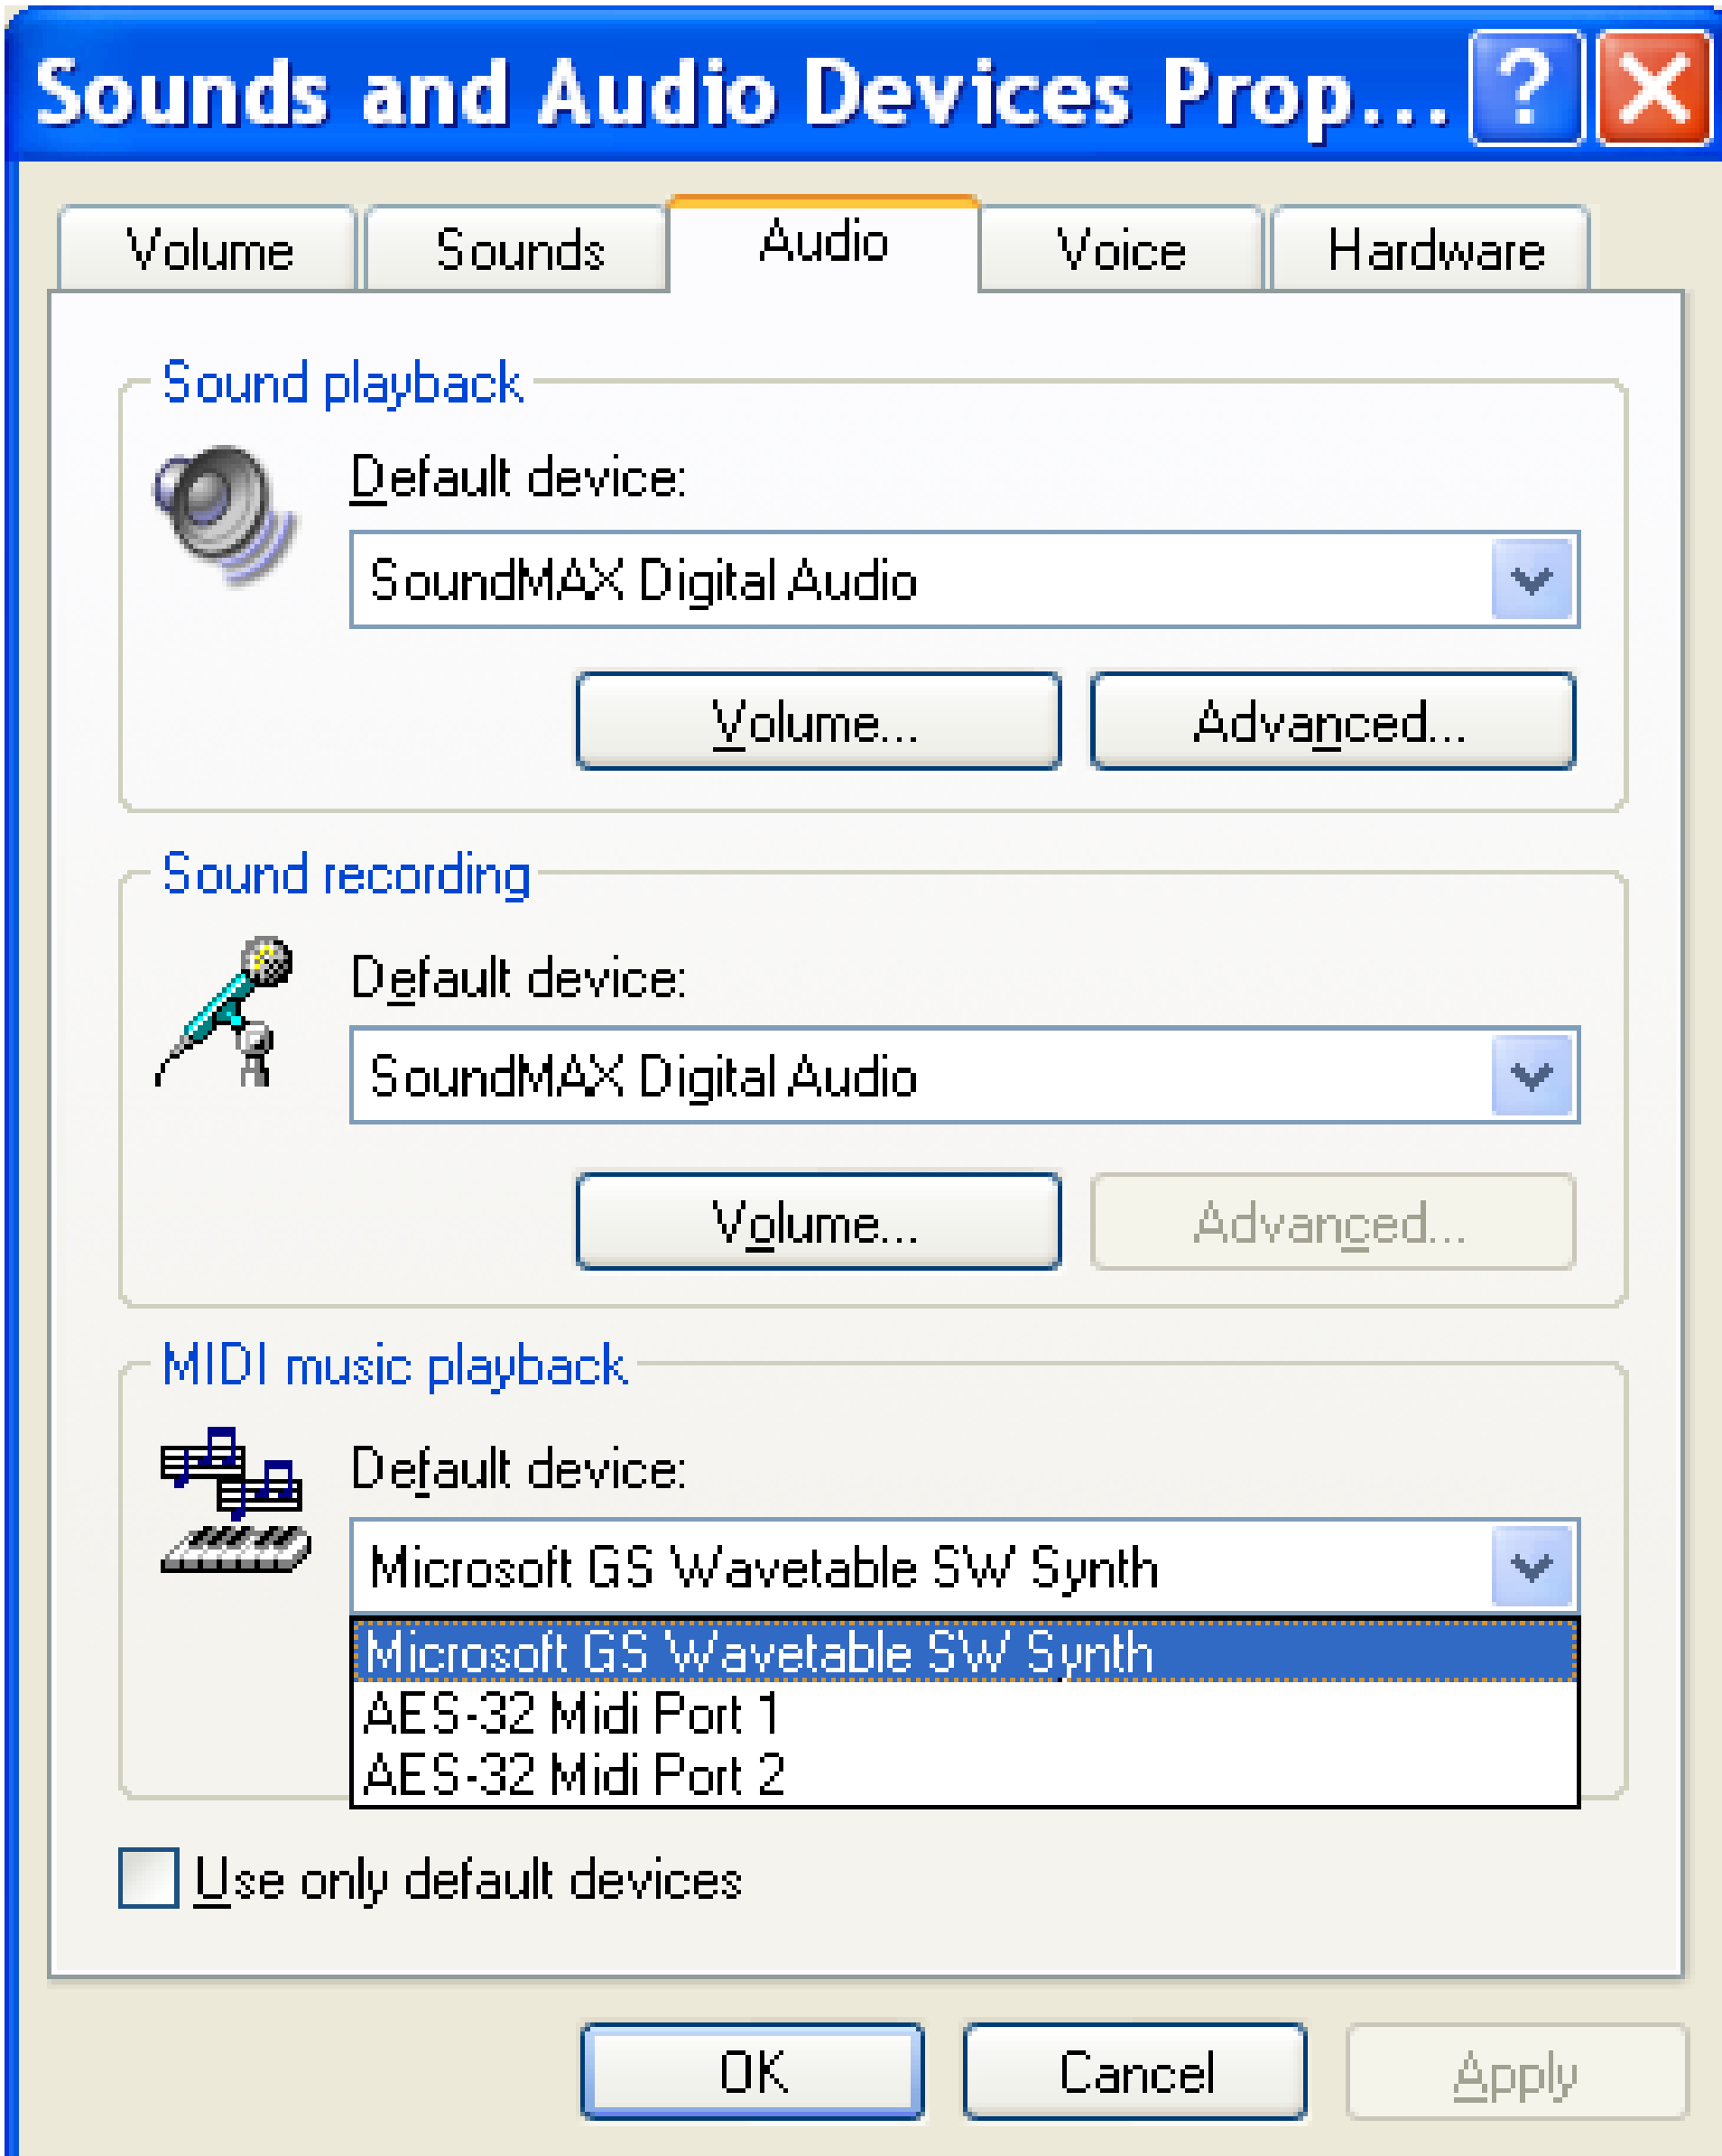 Sounds and Audio Devices Prop...
Volume Sounds Audio Voice Hardware
Sound playback
Default device:
SoundMAX Digital Audio
Volume... Advanced...
Sound recording
Default device:
SoundMAX Digital Audio
Volume... Advanced...
MIDI music playback
Default device:
Microsoft GS Wavetable SW Synth
Microsoft GS Wavetable SW Synth
AES-32 Midi Port 1
AES-32 Midi Port 2
Use only default devices
OK Cancel Apply